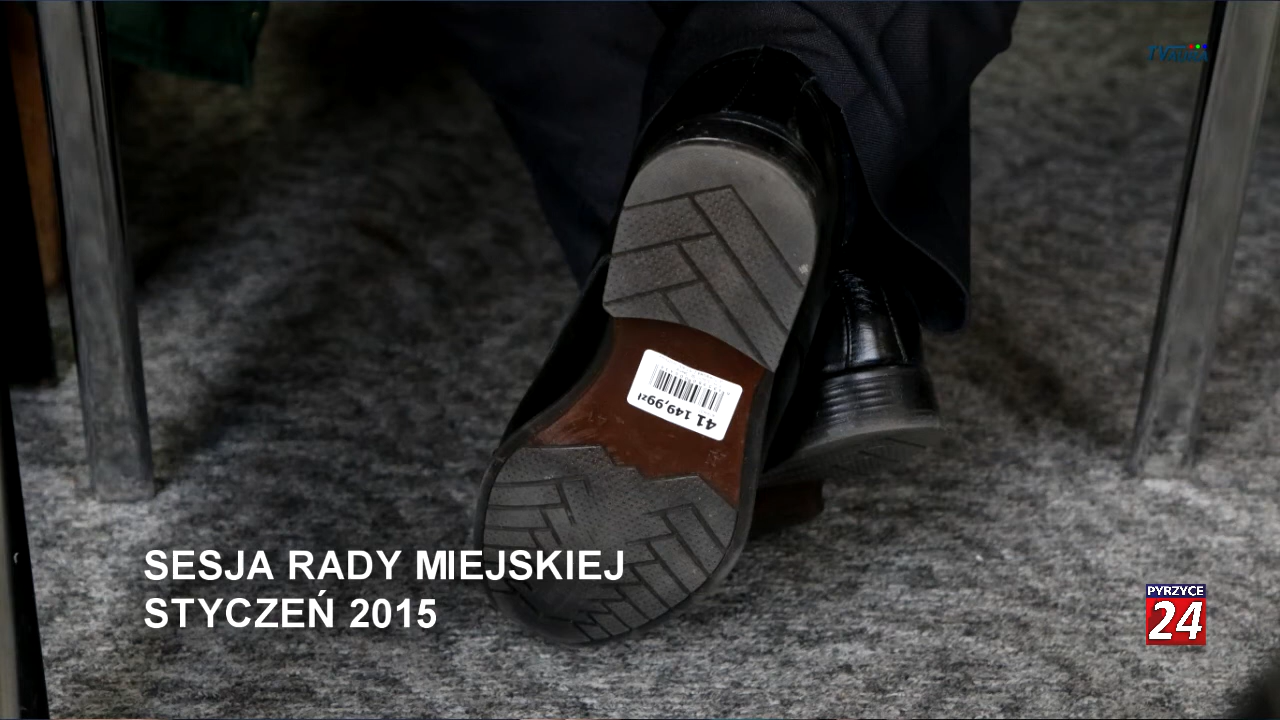 SESJA RADY MIEJSKIEJ
STYCZEŃ 2015
41 149,99zł
PYRZYCE
24